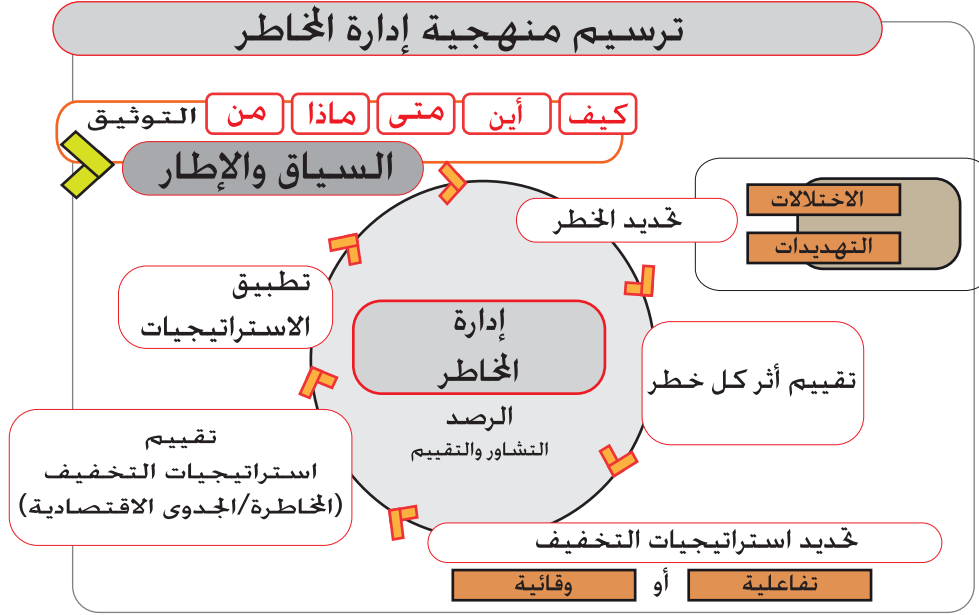 ترسيم منهجية إدارة المخاطر
كيف
أين
متى
ماذا
من
التوثيق
السياق والإطار
الاختلالات
تحديد الخطر
التهديدات
تطبيق
الاستراتيجيات
إدارة
المخاطر
الرصد
التشاور والتقييم
تقييم أثر كل خطر
تقييم
استراتيجيات التخفيف
(المخاطرة/الجدوى الاقتصادية)
تحديد استراتيجيات التخفيف
تفاعلية
أو
وقائية